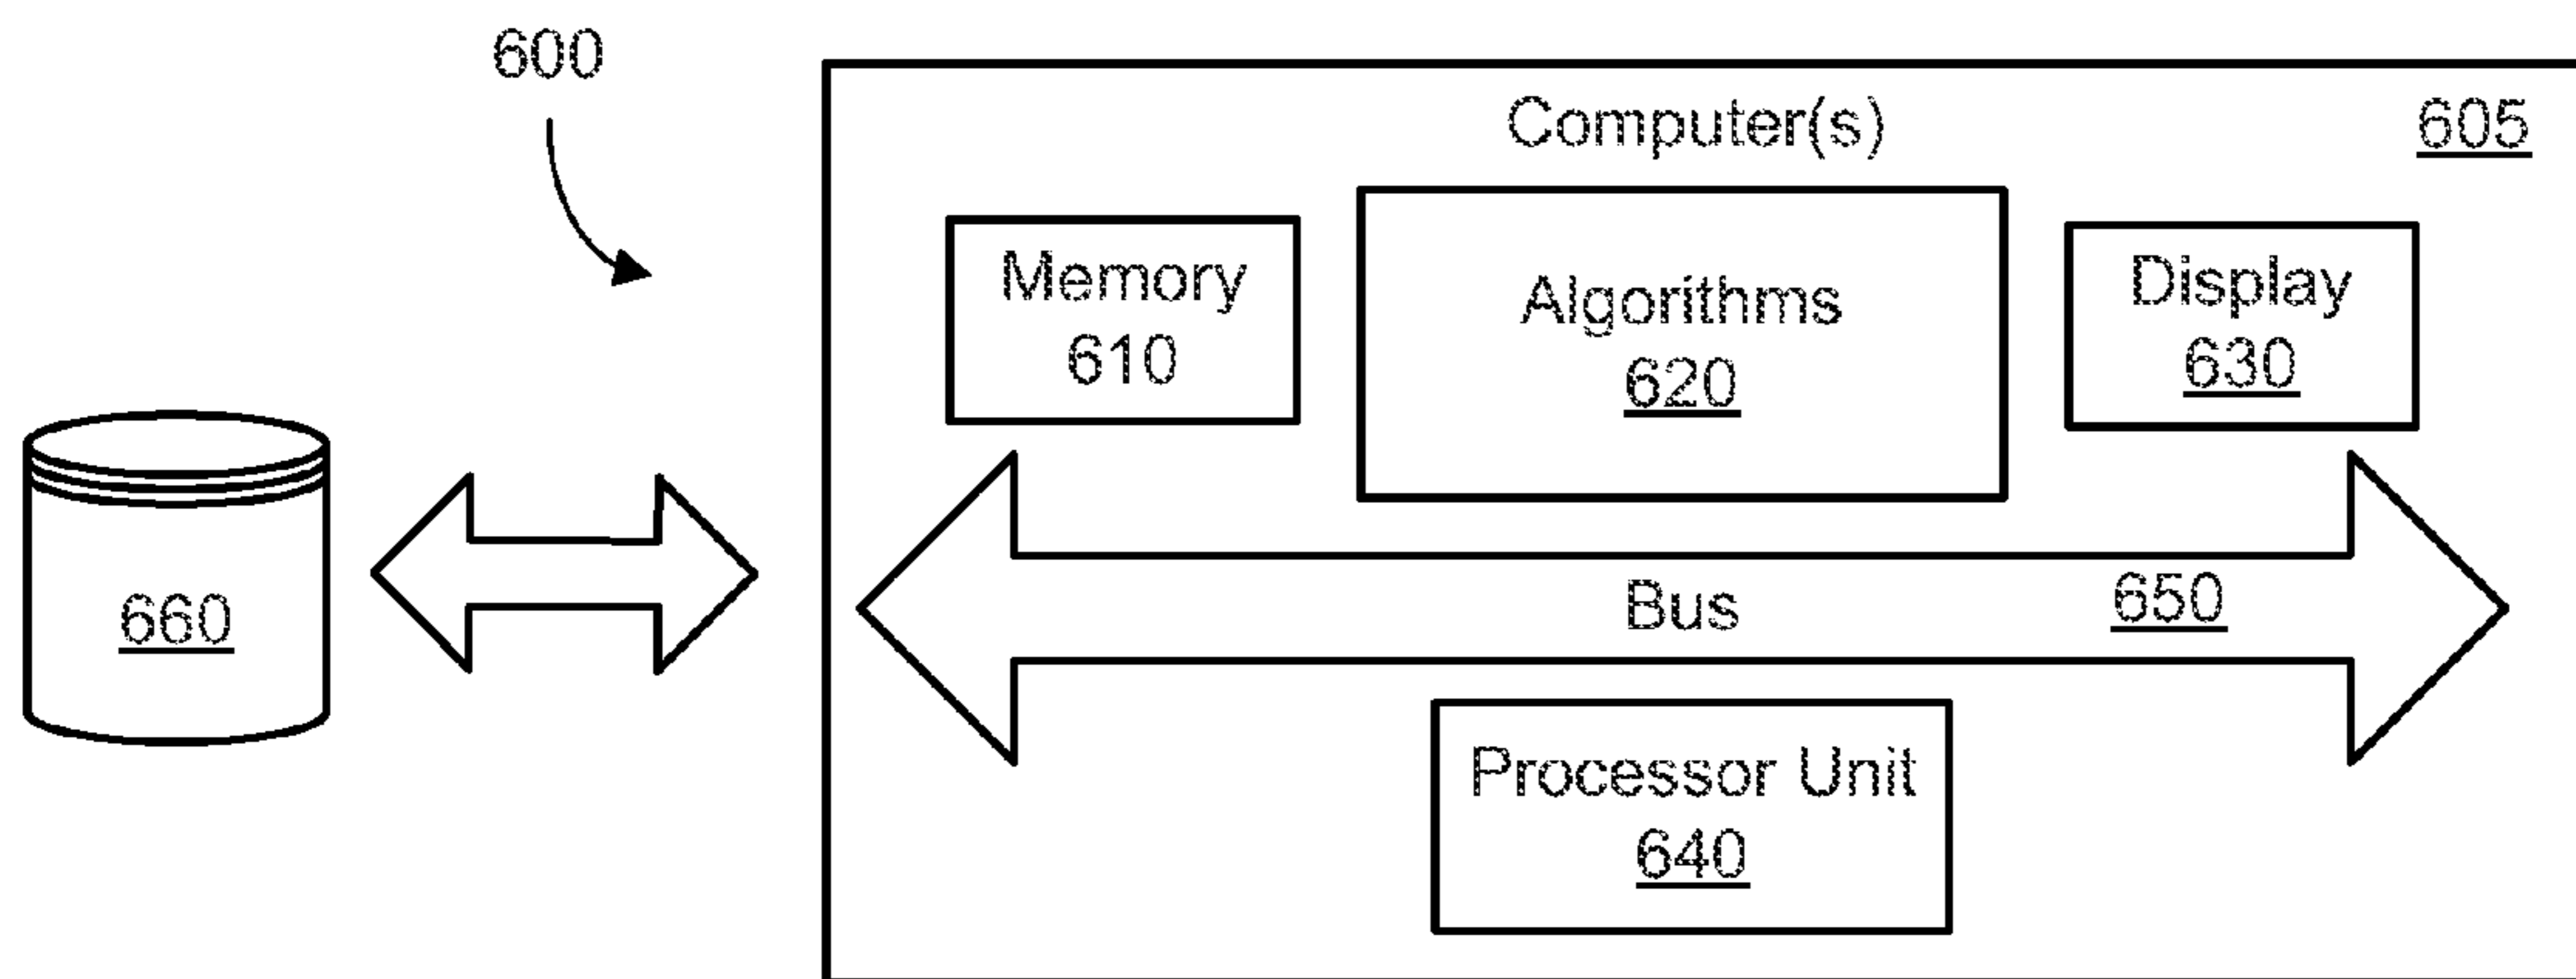 600
Computer(s)
605
Memory
610
Algorithms
620
Display
630
660
Bus
650
Processor Unit
640